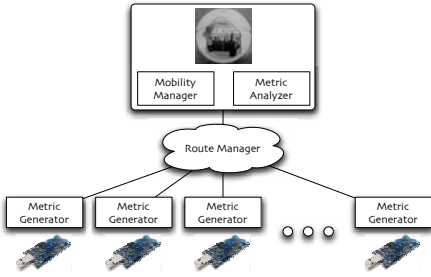 Mobility
Manager
Metric
Analyzer
Route Manager
Metric
Generator
Metric
Generator
Metric
Generator
Metric
Generator